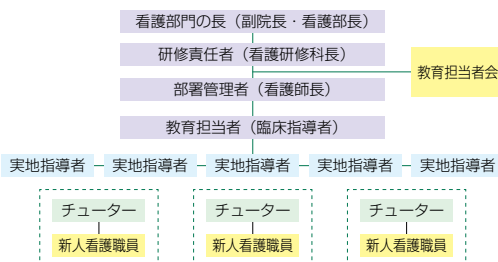 看護部門の長（副院長・看護部長）
研修責任者（看護研修科長）
教育担当者会
部署管理者（看護師長）
教育担当者（臨床指導者）
実地指導者 実地指導者 実地指導者 実地指導者 実地指導者
チューター チューター チューター
新人看護職員 新人看護職員 新人看護職員